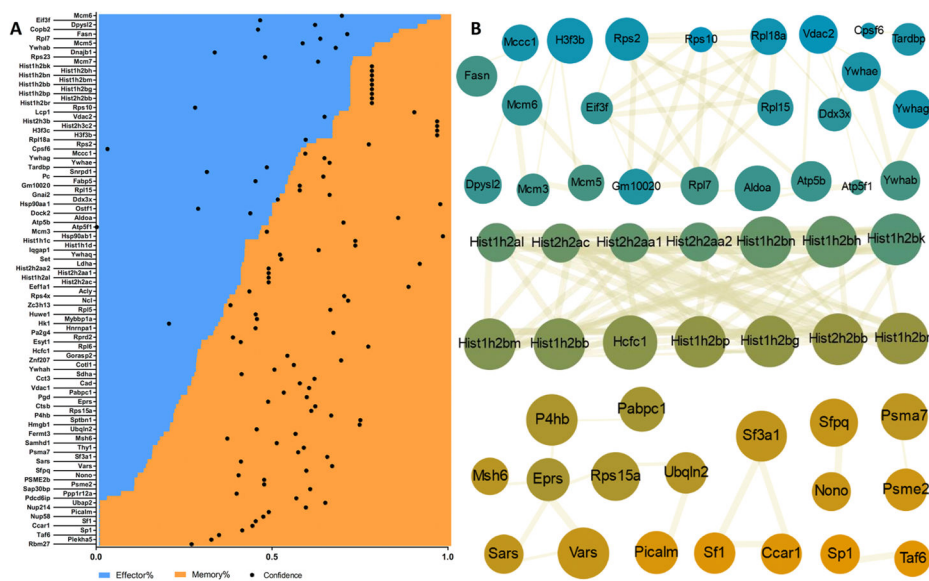 A
Mcm6
Eif3f
Dpysl2
Copb2
Fasn
Rpl7
Mcm5
Ywhab
Dnajb1
Rps23
Mcm7
Hist1h2bk
Hist1h2bh
Hist1h2bn
Hist1h2bm
Hist1h2bb
Hist1h2bg
Hist1h2bp
Hist2h2bb
Hist1h2br
Rps10
Lcp1
Vdac2
Hist2h3b
Hist2h3c2
H3f3c
H3f3b
Rpl18a
Rps2
Cpsf6
Mccc1
Ywhag
Ywhae
Tardbp
Snrpd1
Pc
Fabp5
Gm10020
Rpl15
Gnai2
Ddx3x
Hsp90aa1
Ostf1
Dock2
Aldoa
Atp5b
Atp5f1
Mcm3
Hsp90ab1
Hist1h1c
Hist1h1d
Iqgap1
Ywhaq
Set
Ldha
Hist2h2aa2
Hist2h2aa1
Hist1h2al
Hist2h2ac
Eef1a1
Acly
Rps4x
Ncl
Zc3h13
Rpl5
Huwe1
Mybbp1a
Hk1
Hnrnpa1
Pa2g4
Rprd2
Esyt1
Rpl6
Hcfc1
Gorasp2
Znf207
Cotl1
Ywhah
Sdha
Cct3
Cad
Vdac1
Pabpc1
Pgd
Eprs
Ctsb
Rps15a
P4hb
Sptbn1
Hmgb1
Ubqln2
Fermt3
Msh6
Samhd1
Thy1
Psma7
Sf3a1
Sars
Vars
Sfpq
Nono
PSME2b
Psme2
Sap30bp
Ppp1r12a
Pdcd6ip
Ubap2
Nup214
Picalm
Nup58
Sf1
Ccar1
Sp1
Taf6
Plekha5
Rbm27
0.0 0.5 1.0
Effector% Memory% Confidence
B
Mccc1 H3f3b Rps2 Rps10 Rpl18a Vdac2 Cpsf6 Tardbp
Fasn Ywhae
Mcm6 Eif3f Rpl15 Ddx3x Ywhag
Dpysl2 Mcm3 Mcm5 Gm10020 Rpl7 Aldoa Atp5b Atp5f1 Ywhab
Hist1h2al Hist2h2ac Hist2h2aa1 Hist2h2aa2 Hist1h2bn Hist1h2bh Hist1h2bk
Hist1h2bm Hist1h2bb Hcfc1 Hist1h2bp Hist1h2bg Hist2h2bb Hist1h2br
P4hb Pabpc1 Sf3a1 Sfpq Psma7
Msh6 Eprs Rps15a Ubqln2 Nono Psme2
Sars Vars Picalm Sf1 Ccar1 Sp1 Taf6